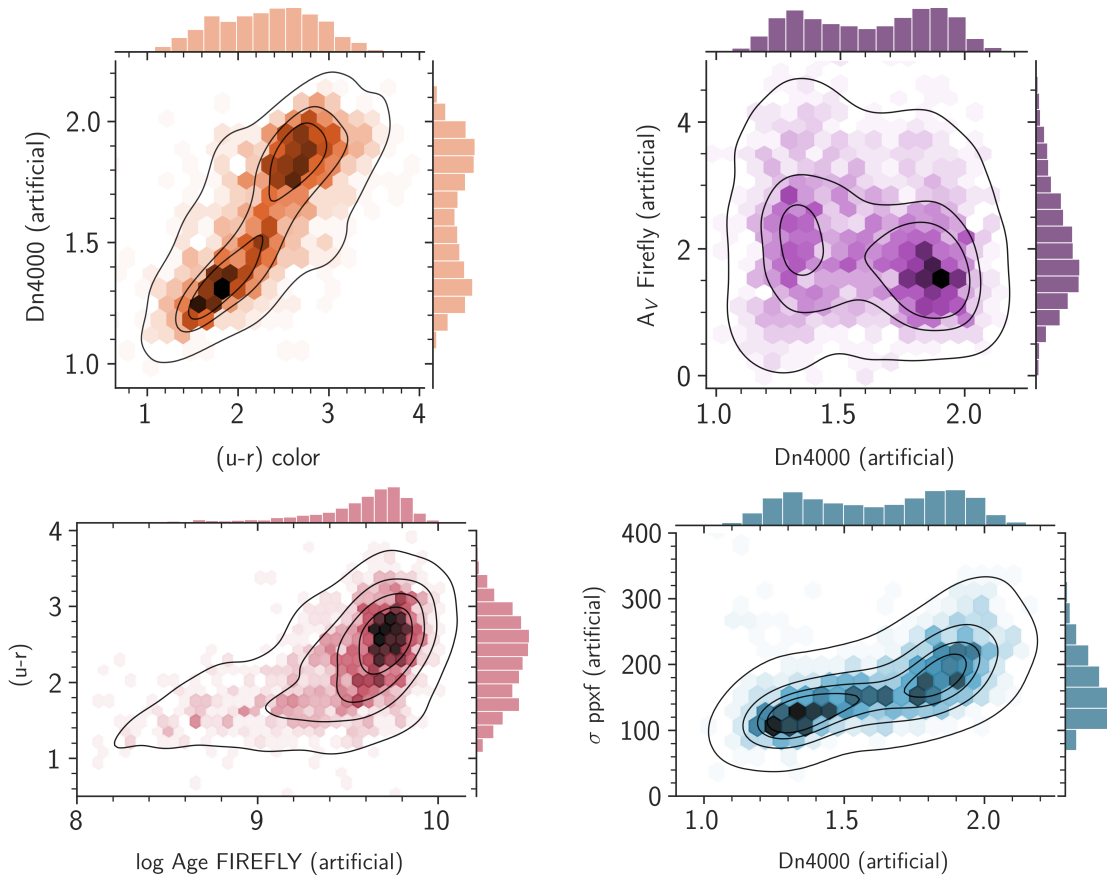 2.0
1.5
1.0
Dn4000 (artificial)
1 2 3 4
(u-r) color
4
2
0
A_V Firefly (artificial)
1.0 1.5 2.0
Dn4000 (artificial)
4
3
2
1
(u-r)
8 9 10
log Age FIREFLY (artificial)
400
300
200
100
0
σ ppxf (artificial)
1.0 1.5 2.0
Dn4000 (artificial)